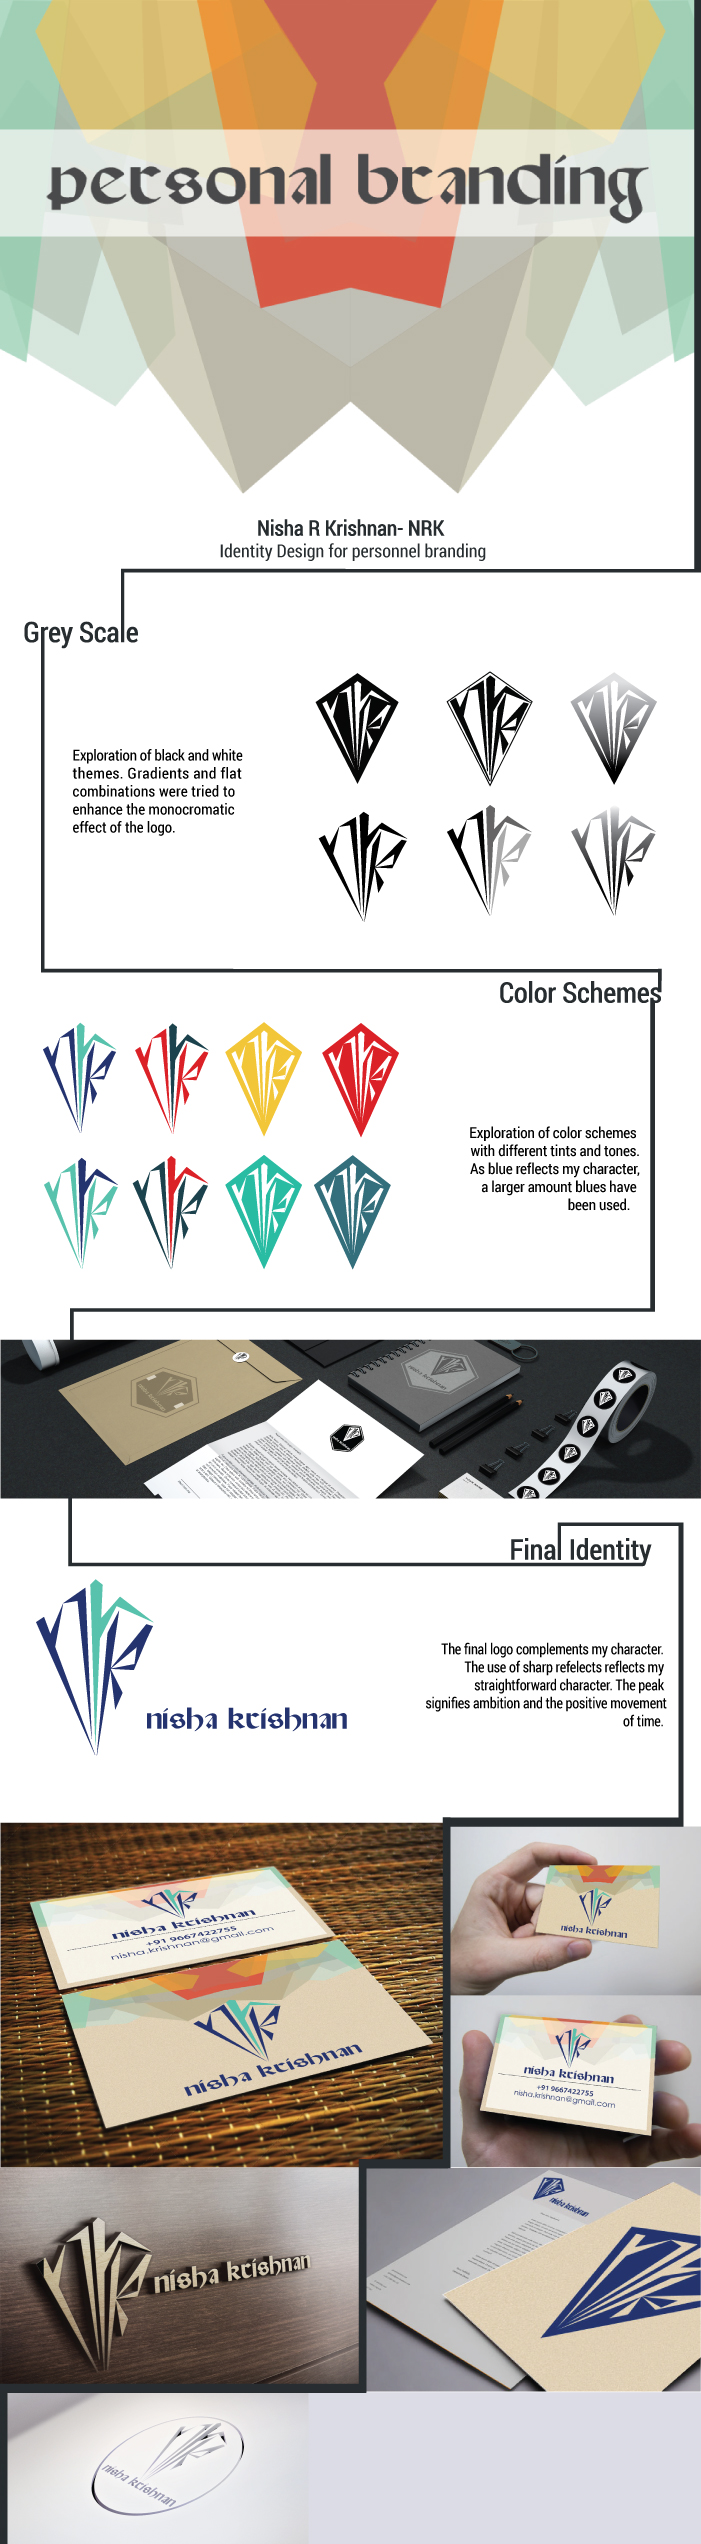 personal branding
Nisha R Krishnan- NRK
Identity Design for personnel branding
Grey Scale
Exploration of black and white
themes. Gradients and flat
combinations were tried to
enhance the monocromatic
effect of the logo.
Color Schemes
Exploration of color schemes
with different tints and tones.
As blue reflects my character,
a larger amount blues have
been used.
nisha krishnan
Final Identity
The final logo complements my character.
The use of sharp refelects reflects my
straightforward character. The peak
signifies ambition and the positive movement
of time.
nisha krishnan
nisha krishnan
+91 9667422755
nisha.krishnan@gmail.com
nisha krishnan
nisha krishnan
nisha krishnan
+91 9667422755
nisha.krishnan@gmail.com
nisha krishnan
nisha krishnan
nisha krishnan